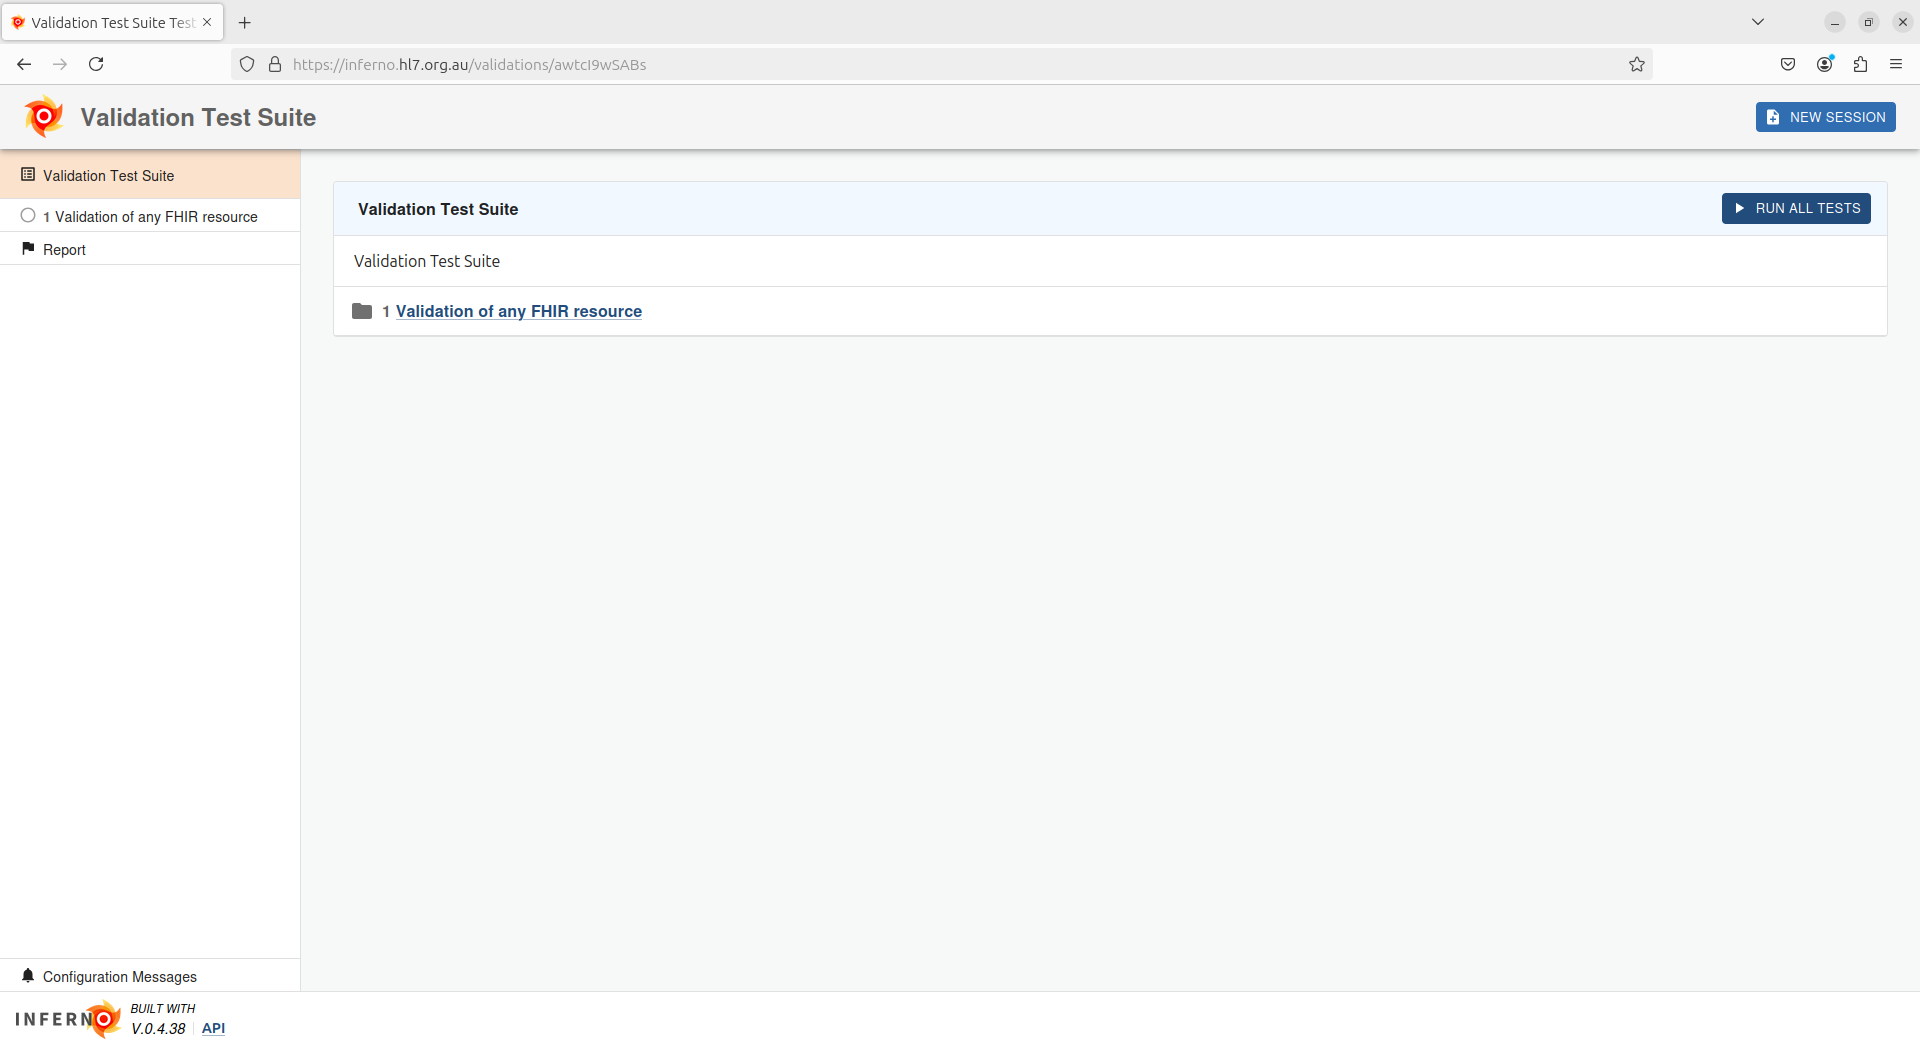 Validation Test Suite Test
https://inferno.hl7.org.au/validations/awtcI9wSABs
Validation Test Suite
NEW SESSION
Validation Test Suite
1 Validation of any FHIR resource
Report
Validation Test Suite
RUN ALL TESTS
Validation Test Suite
1 Validation of any FHIR resource
Configuration Messages
INFERNO
BUILT WITH
V.0.4.38
API